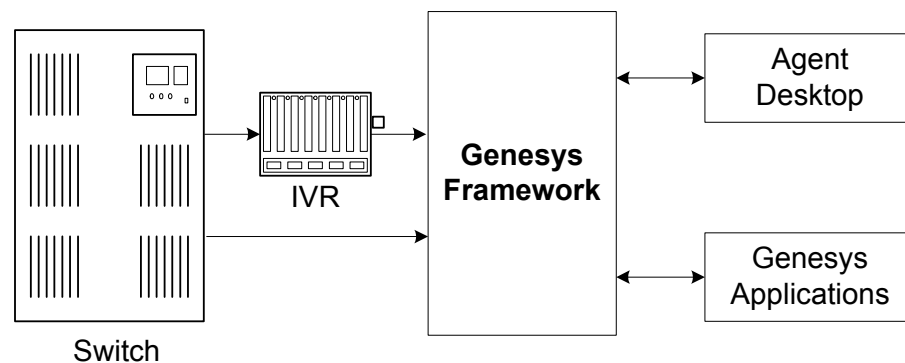 Agent
Desktop
Genesys
Framework
IVR
Genesys
Applications
Switch